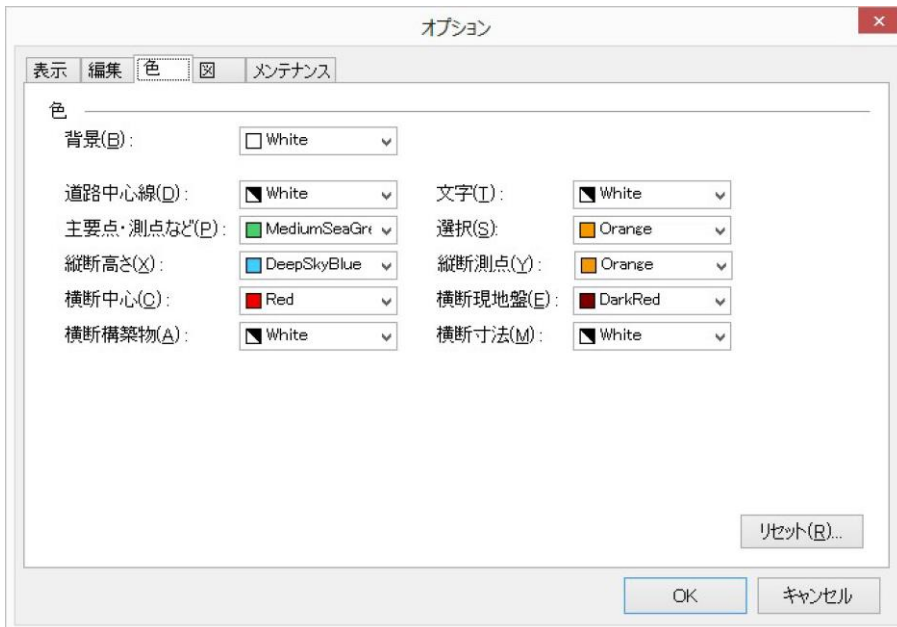 オプション
表示 編集 色 図 メンテナンス
色
背景(B): White
道路中心線(D): White 文字(T): White
主要点・測点など(P): MediumSeaGre 選択(S): Orange
縦断高さ(X): DeepSkyBlue 縦断測点(Y): Orange
横断中心(C): Red 横断現地盤(E): DarkRed
横断構築物(A): White 横断寸法(M): White
リセット(R)...
OK キャンセル